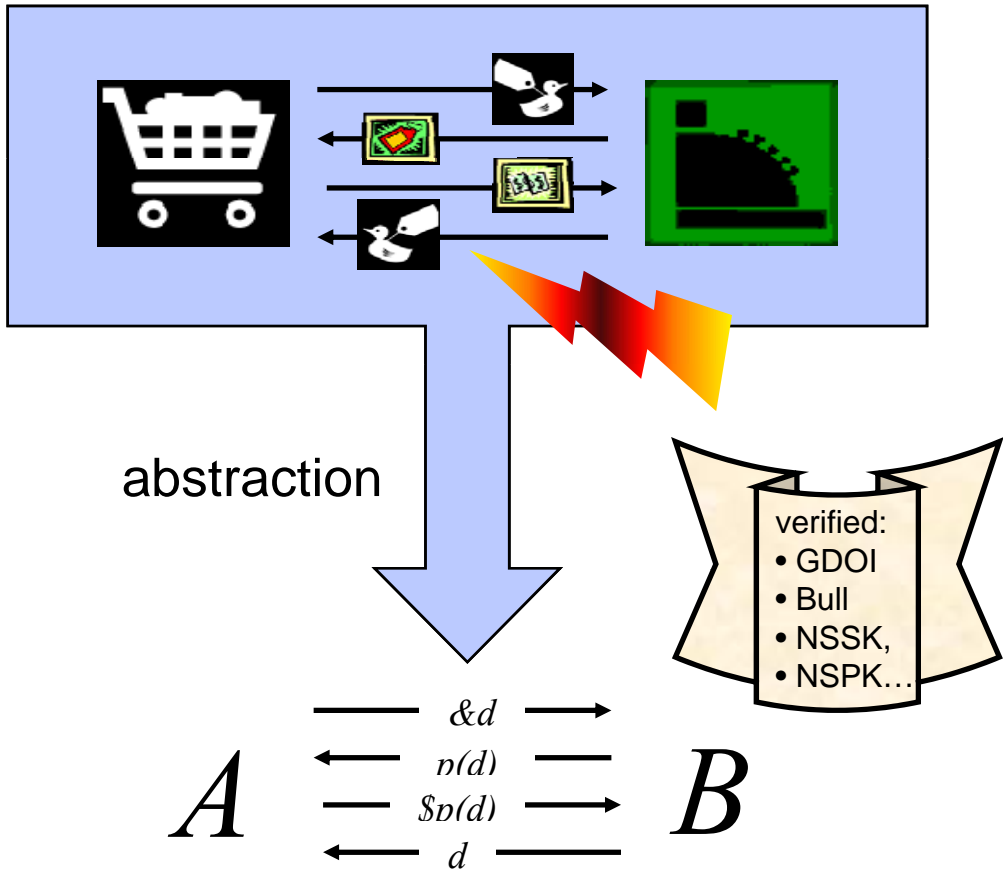 abstraction
verified:
• GDOI
• Bull
• NSSK,
• NSPK…
&d
p(d)
$p(d)
d
A
B